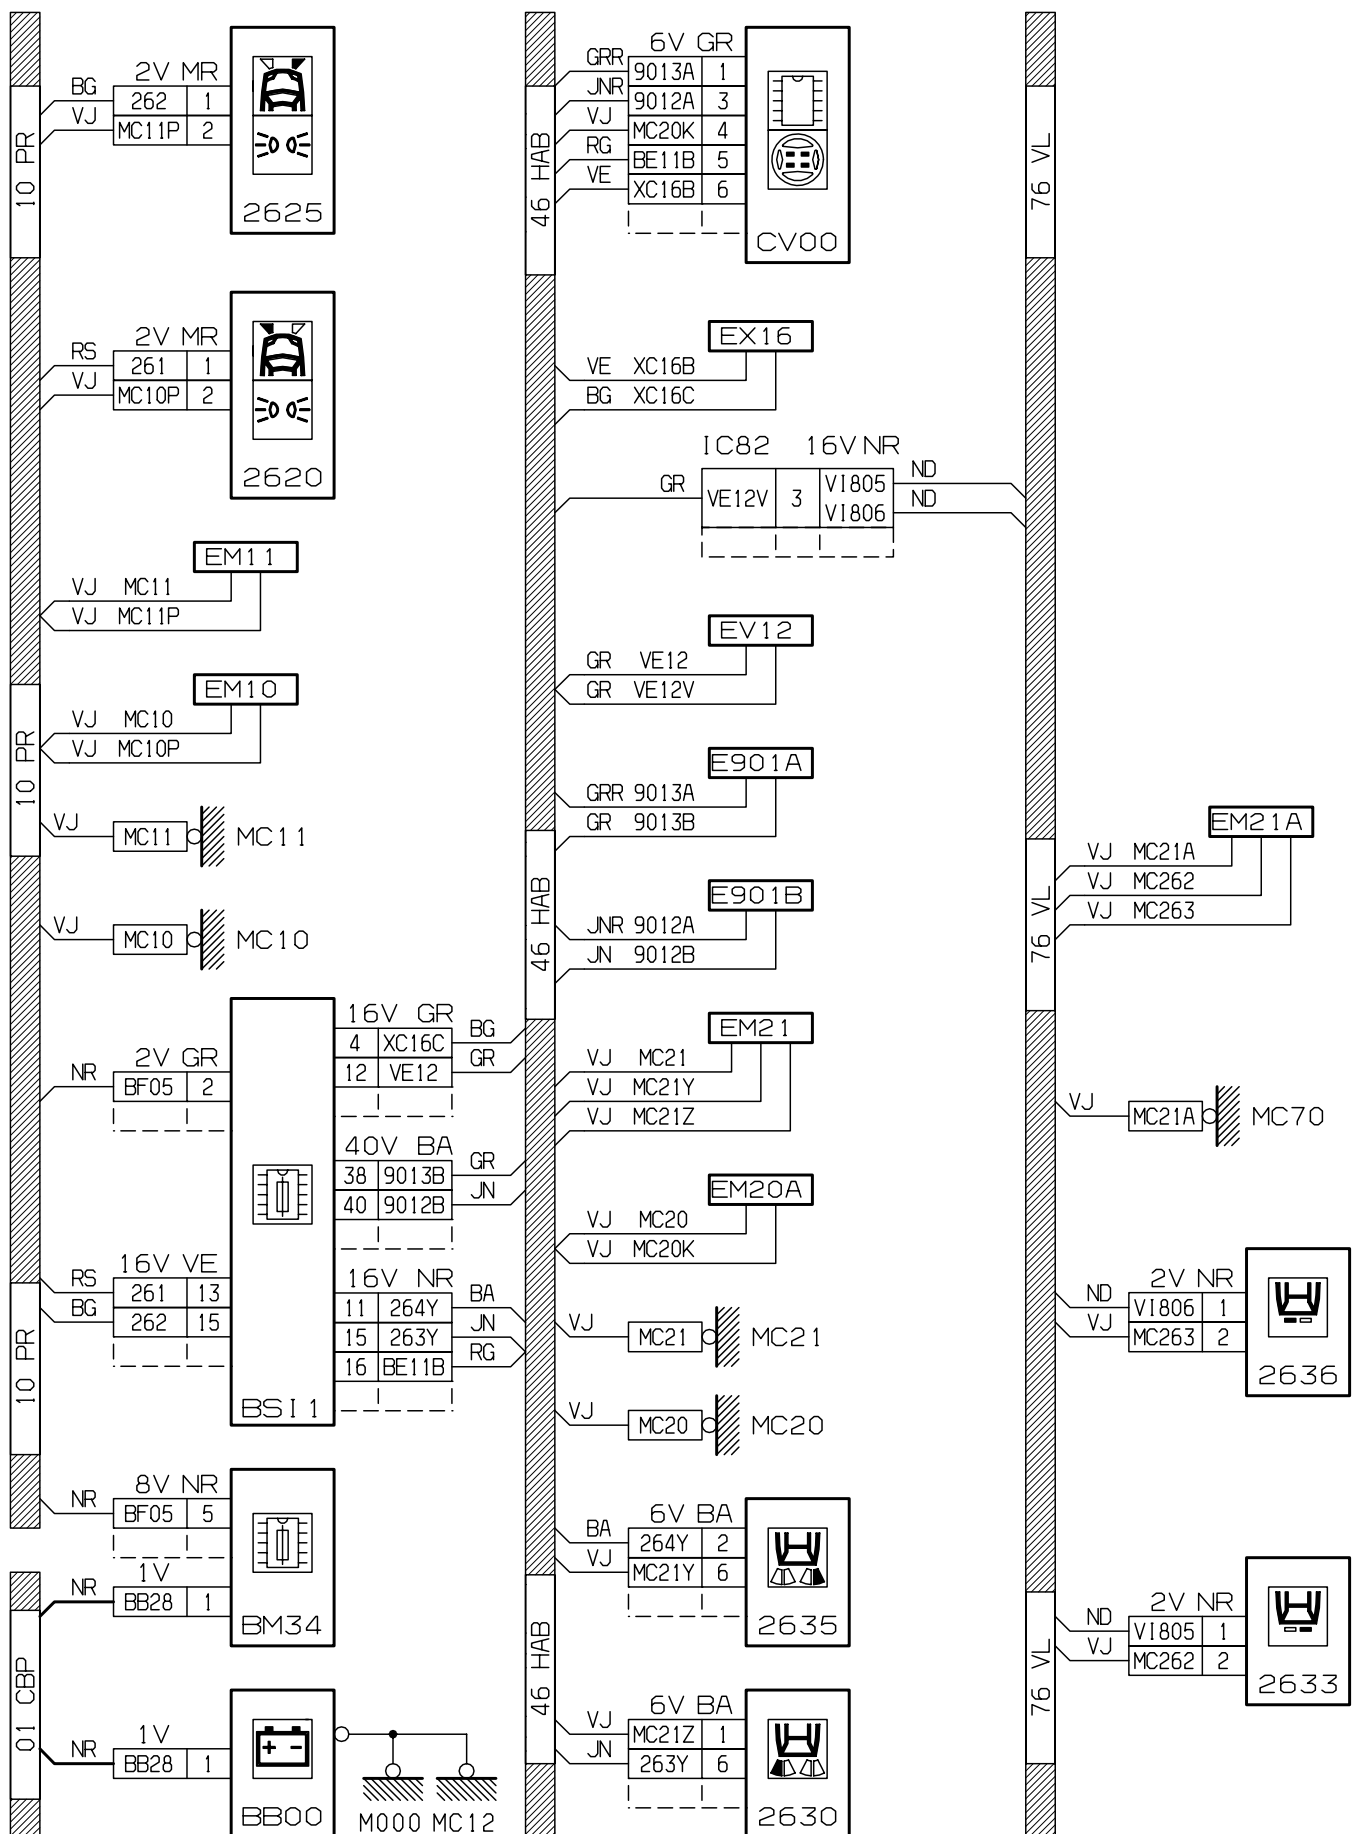 10 PR
2V MR
BG
262 1
VJ
MC11P 2
2625
2V MR
RS
261 1
VJ
MC10P 2
2620
EM11
VJ MC11
VJ MC11P
EM10
VJ MC10
VJ MC10P
10 PR
VJ
MC11
MC11
VJ
MC10
MC10
2V GR
NR
BF05 2
16V GR
4 XC16C
BG
12 VE12
GR
40V BA
38 9013B
GR
40 9012B
JN
16V VE
RS
261 13
BG
262 15
16V NR
11 264Y
BA
15 263Y
JN
16 BE11B
RG
BSI1
10 PR
8V NR
NR
BF05 5
1V
NR
BB28 1
BM34
01 CBP
1V
NR
BB28 1
BB00
M000 MC12
46 HAB
6V GR
GRR
9013A 1
JNR
9012A 3
VJ
MC20K 4
RG
BE11B 5
VE
XC16B 6
CV00
EX16
VE XC16B
BG XC16C
IC82 16V NR
GR
VE12V 3 VI805
VI806
ND
ND
EV12
GR VE12
GR VE12V
E901A
GRR 9013A
GR 9013B
46 HAB
E901B
JNR 9012A
JN 9012B
EM21
VJ MC21
VJ MC21Y
VJ MC21Z
EM20A
VJ MC20
VJ MC20K
VJ
MC21
MC21
VJ
MC20
MC20
6V BA
BA
264Y 2
VJ
MC21Y 6
2635
46 HAB
6V BA
VJ
MC21Z 1
JN
263Y 6
2630
76 VL
EM21A
VJ MC21A
VJ MC262
VJ MC263
76 VL
VJ
MC21A
MC70
2V NR
ND
VI806 1
VJ
MC263 2
2636
2V NR
ND
VI805 1
VJ
MC262 2
2633
76 VL